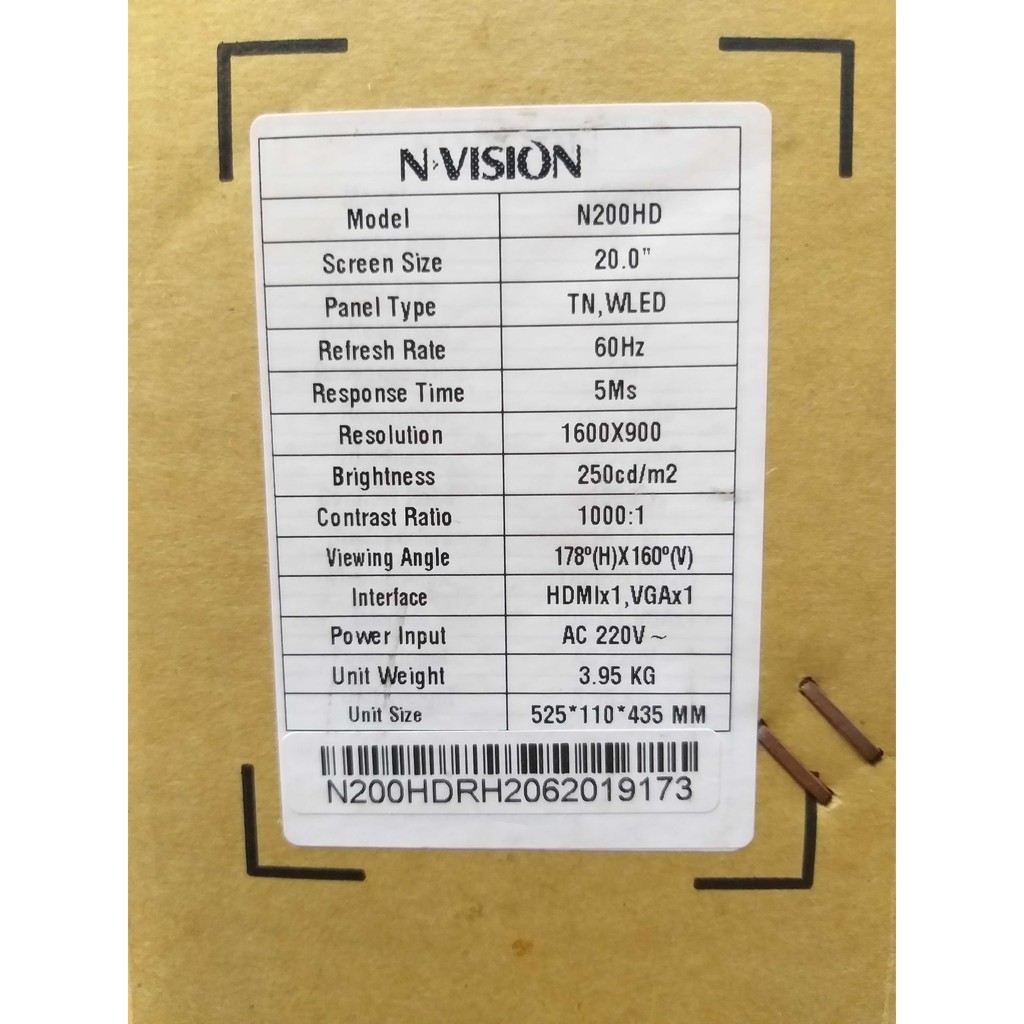 N-VISION
Model N200HD
Screen Size 20.0"
Panel Type TN,WLED
Refresh Rate 60Hz
Response Time 5Ms
Resolution 1600X900
Brightness 250cd/m2
Contrast Ratio 1000:1
Viewing Angle 178º(H)X160º(V)
Interface HDMIx1,VGAx1
Power Input AC 220V~
Unit Weight 3.95 KG
Unit Size 525*110*435 MM
N200HDRH2062019173